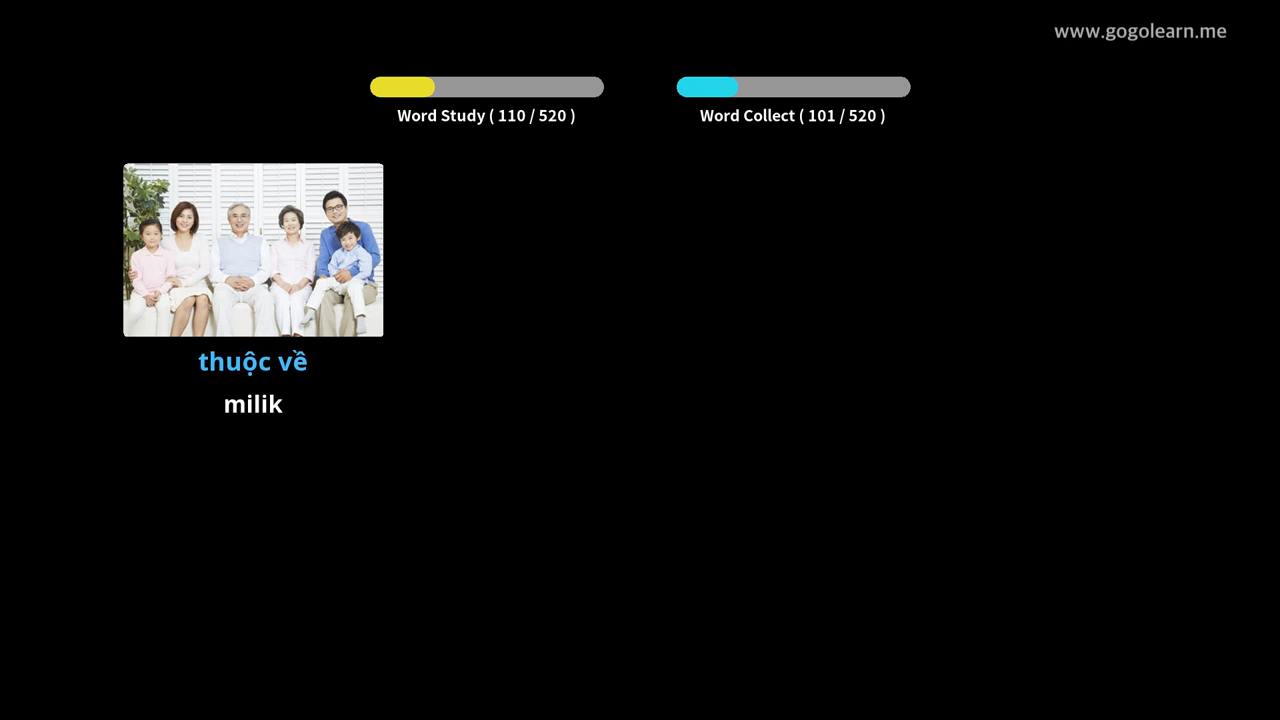 www.gogolearn.me
Word Study ( 110 / 520 )
Word Collect ( 101 / 520 )
thuộc về
milik